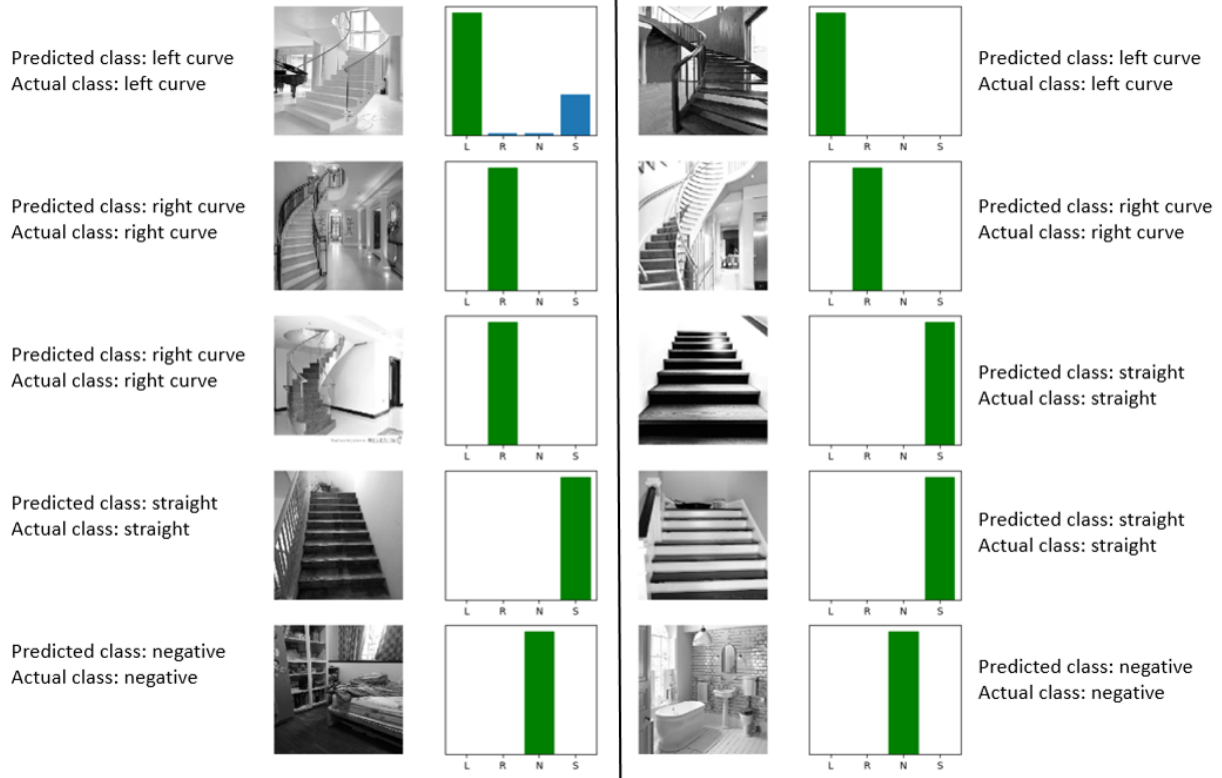 Predicted class: left curve
Actual class: left curve
L R N S
L R N S
Predicted class: left curve
Actual class: left curve
Predicted class: right curve
Actual class: right curve
L R N S
L R N S
Predicted class: right curve
Actual class: right curve
Predicted class: right curve
Actual class: right curve
L R N S
L R N S
Predicted class: straight
Actual class: straight
Predicted class: straight
Actual class: straight
L R N S
L R N S
Predicted class: straight
Actual class: straight
Predicted class: negative
Actual class: negative
L R N S
L R N S
Predicted class: negative
Actual class: negative